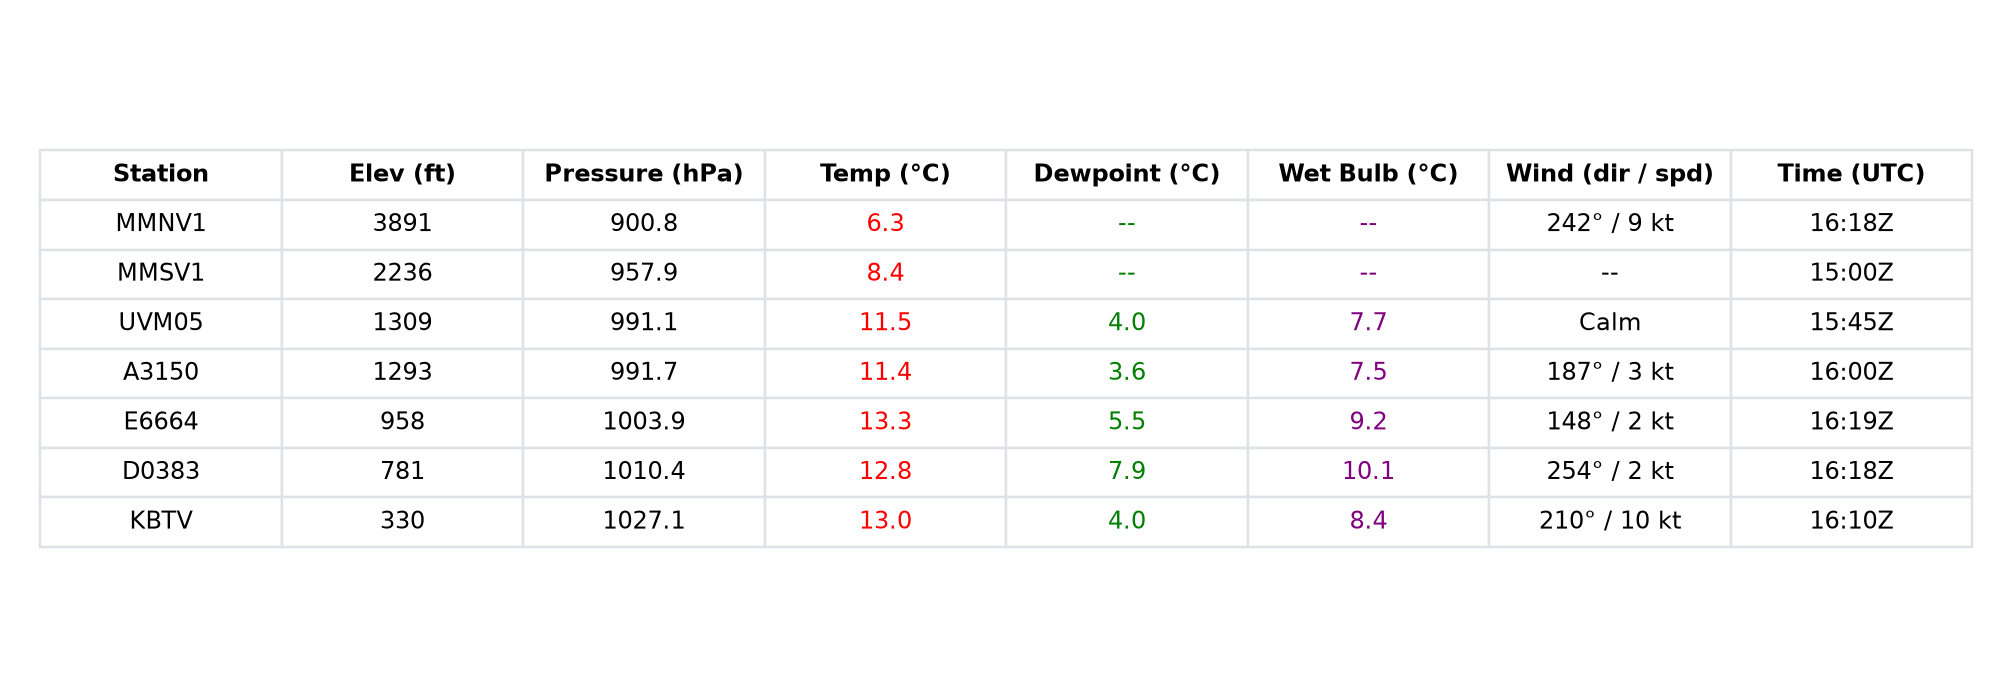 Station Elev (ft) Pressure (hPa) Temp (°C) Dewpoint (°C) Wet Bulb (°C) Wind (dir / spd) Time (UTC)
MMNV1 3891 900.8 6.3 -- -- 242° / 9 kt 16:18Z
MMSV1 2236 957.9 8.4 -- -- -- 15:00Z
UVM05 1309 991.1 11.5 4.0 7.7 Calm 15:45Z
A3150 1293 991.7 11.4 3.6 7.5 187° / 3 kt 16:00Z
E6664 958 1003.9 13.3 5.5 9.2 148° / 2 kt 16:19Z
D0383 781 1010.4 12.8 7.9 10.1 254° / 2 kt 16:18Z
KBTV 330 1027.1 13.0 4.0 8.4 210° / 10 kt 16:10Z